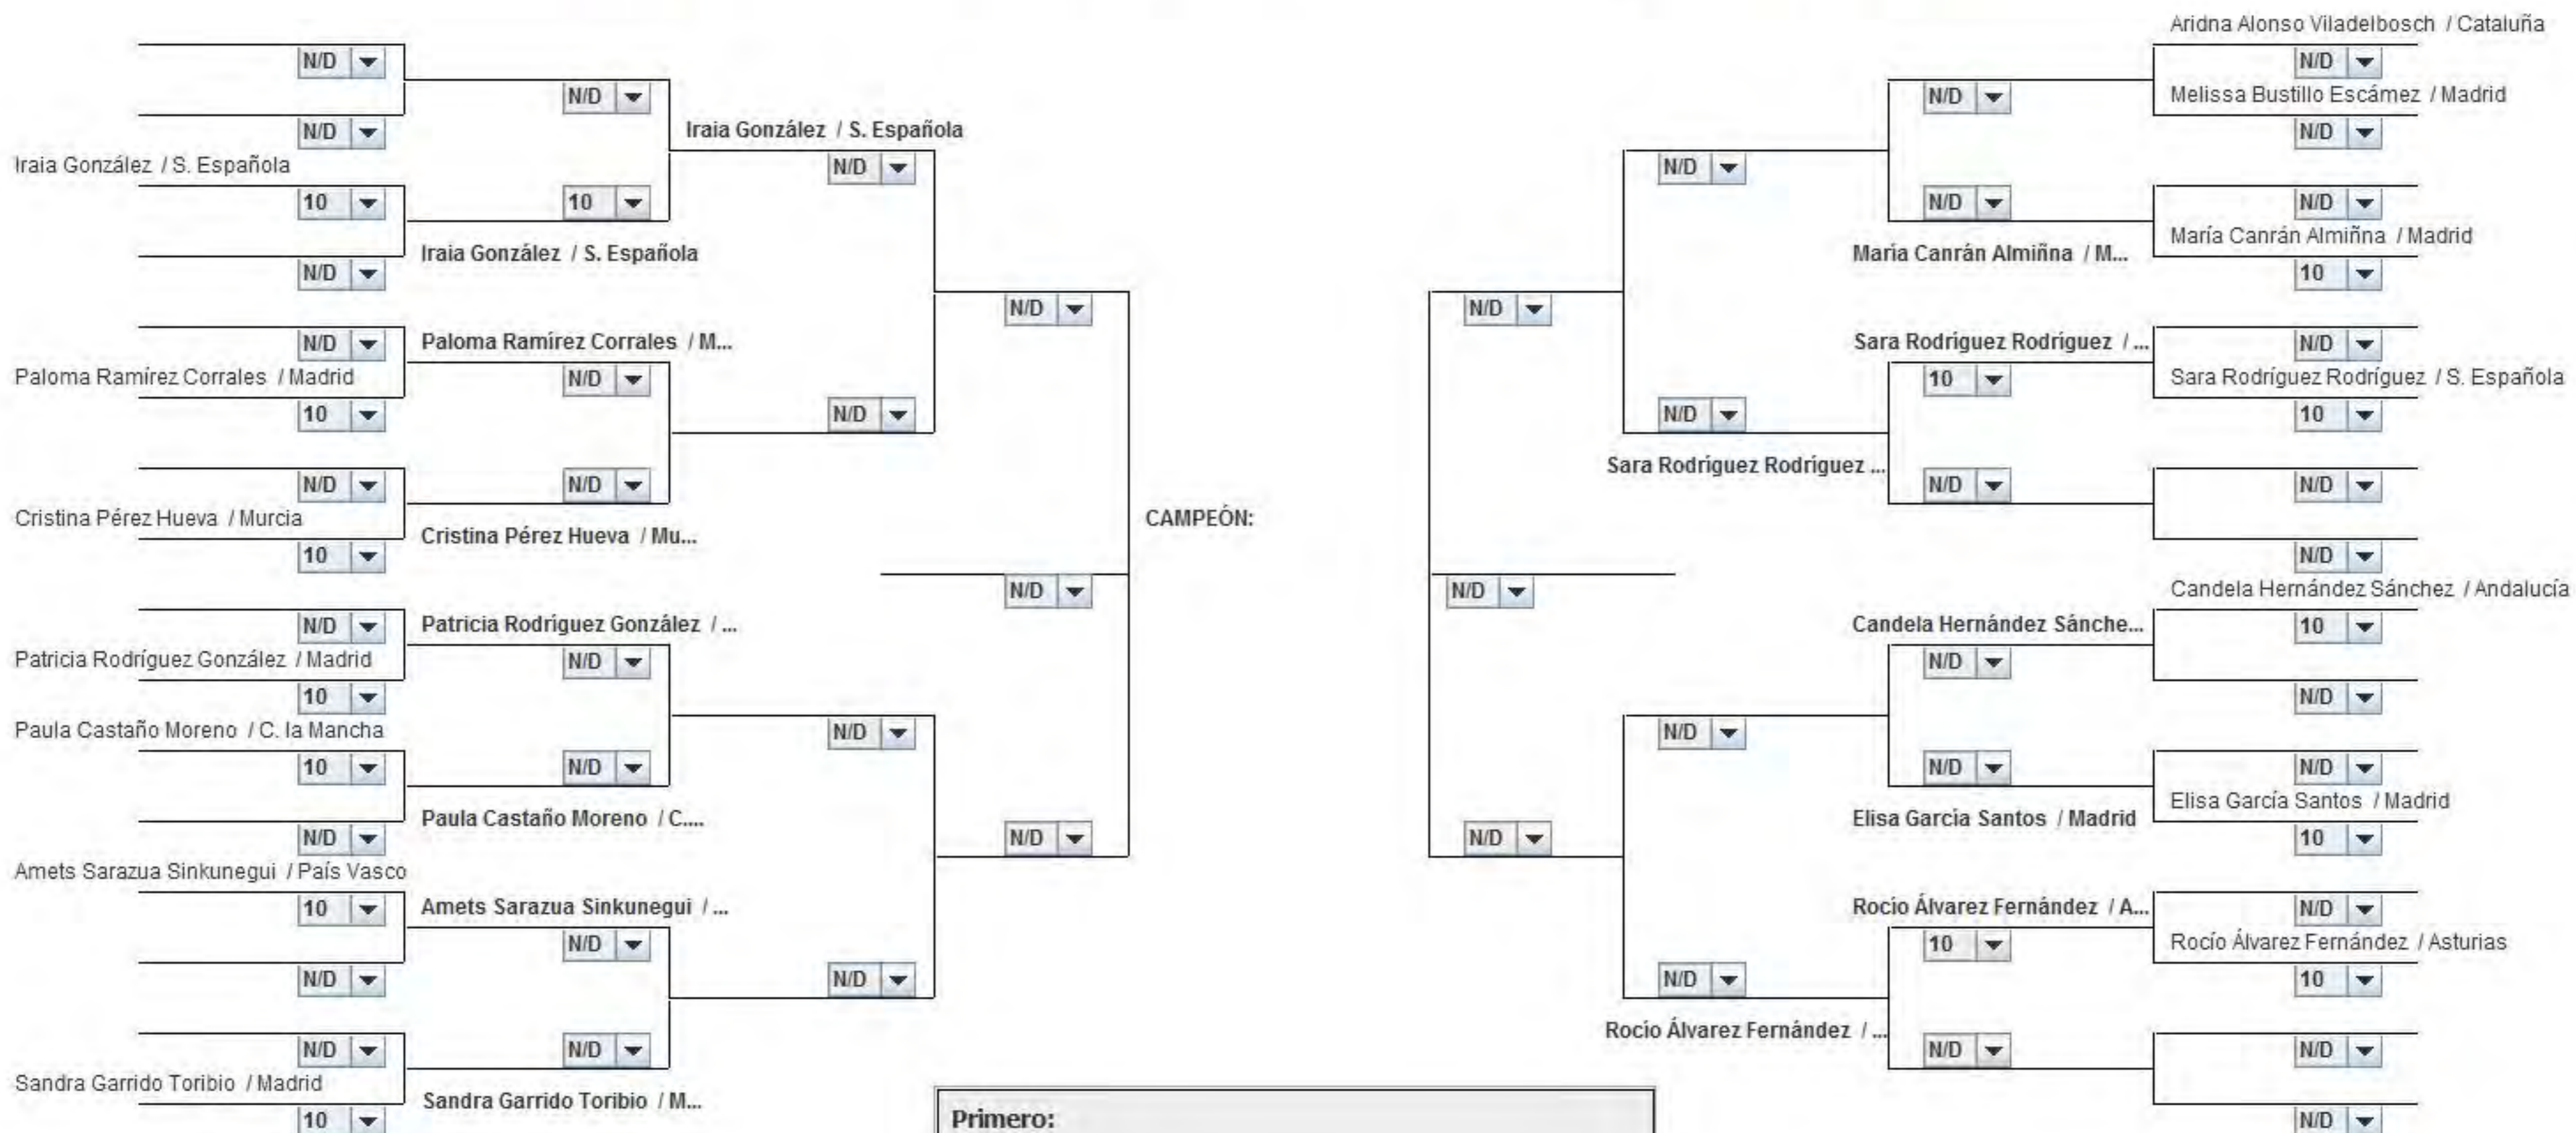 Aridna Alonso Viladelbosch / Cataluña
N/D
N/D
N/D
N/D
Melissa Bustillo Escámez / Madrid
N/D
Iraia González / S. Española
N/D
N/D
Iraia González / S. Española
N/D
N/D
10
10
N/D
N/D
María Canrán Almiñna / Madrid
Iraia González / S. Española
María Canrán Almiñna / M...
N/D
10
N/D
N/D
N/D
Paloma Ramírez Corrales / M...
Sara Rodríguez Rodríguez / ...
N/D
Paloma Ramírez Corrales / Madrid
N/D
10
Sara Rodríguez Rodríguez / S. Española
10
N/D
N/D
10
Sara Rodríguez Rodríguez ...
N/D
N/D
N/D
N/D
Cristina Pérez Hueva / Murcia
CAMPEÓN:
Cristina Pérez Hueva / Mu...
10
N/D
N/D
N/D
Candela Hernández Sánchez / Andalucía
N/D
Patricia Rodríguez González / ...
Candela Hernández Sánche...
10
Patricia Rodríguez González / Madrid
N/D
N/D
10
N/D
Paula Castaño Moreno / C. la Mancha
N/D
N/D
10
N/D
N/D
N/D
Elisa García Santos / Madrid
Paula Castaño Moreno / C....
Elisa García Santos / Madrid
N/D
N/D
N/D
10
Amets Sarazua Sinkunegui / País Vasco
10
Amets Sarazua Sinkunegui / ...
Rocío Álvarez Fernández / A...
N/D
N/D
10
Rocío Álvarez Fernández / Asturias
N/D
N/D
N/D
10
Rocío Álvarez Fernández / ...
N/D
N/D
N/D
N/D
Sandra Garrido Toribio / Madrid
Sandra Garrido Toribio / M...
10
Primero:
N/D